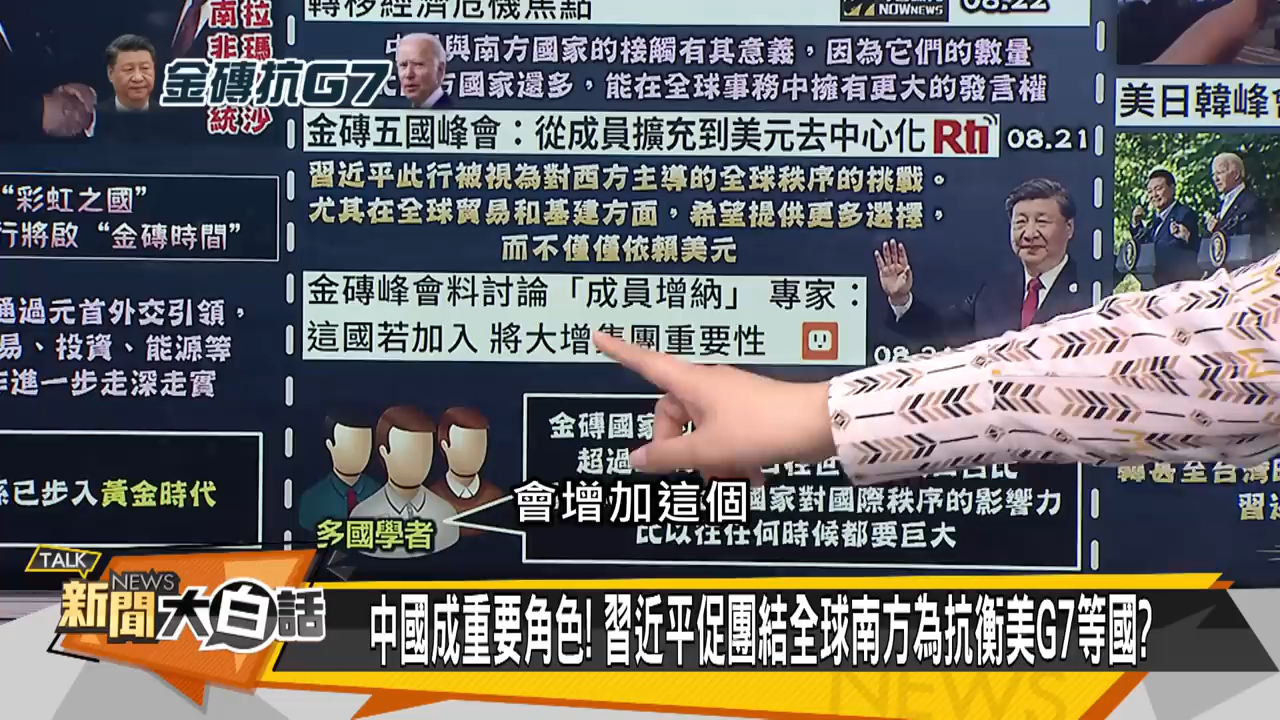 南拉
非瑪
統沙
金磚抗G7
轉移經濟危機焦點
NOWNEWS
08.22
與南方國家的接觸有其意義，因為它們的數量
方國家還多，能在全球事務中擁有更大的發言權
金磚五國峰會：從成員擴充到美元去中心化 Rti 08.21
習近平此行被視為對西方主導的全球秩序的挑戰。
尤其在全球貿易和基建方面，希望提供更多選擇，
而不僅僅依賴美元
金磚峰會料討論「成員增納」 專家：
這國若加入 將大增集團重要性
美日韓峰
“彩虹之國”
行將啟“金磚時間”
通過元首外交引領，
易、投資、能源等
進一步走深走實
係已步入黃金時代
多國學者
金磚國家
超過
國家對國際秩序的影響力
比以往任何時候都要巨大
會增加這個
韓甚至台灣
習近
TALK
NEWS
新聞大白話
中國成重要角色! 習近平促團結全球南方為抗衡美G7等國?
NEWS